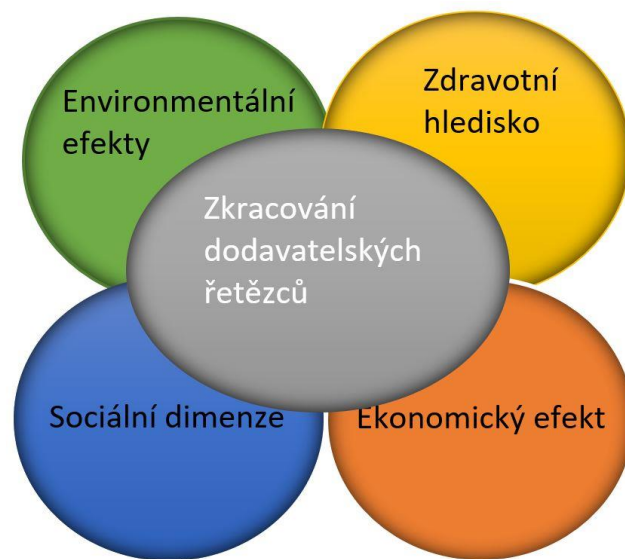 Environmentální
efekty
Zdravotní
hledisko
Zkracování
dodavatelských
řetězců
Sociální dimenze
Ekonomický efekt